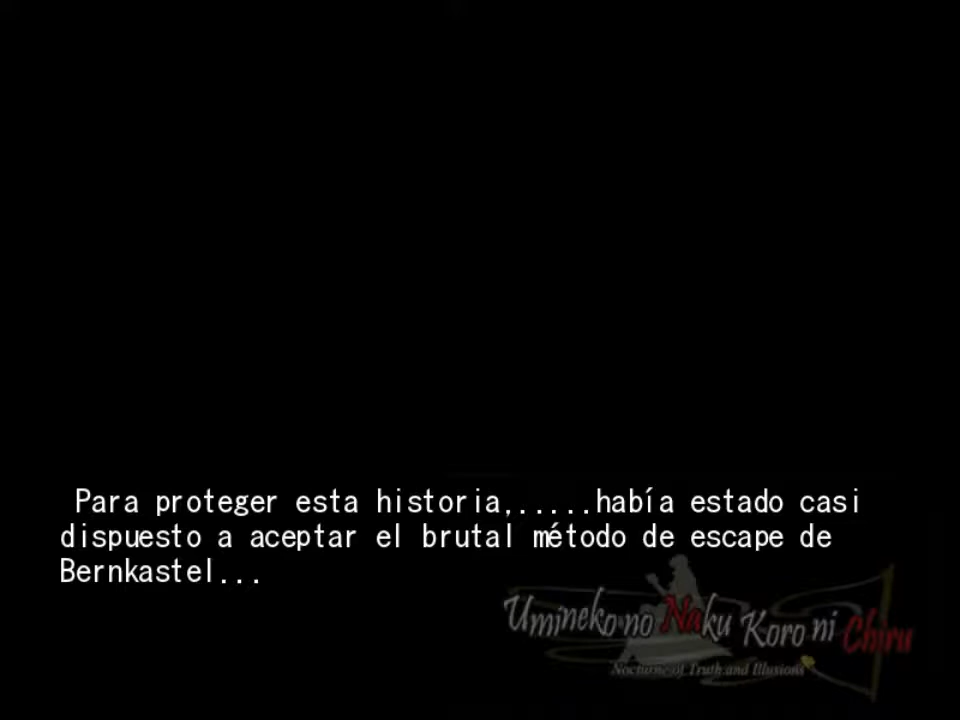 Para proteger esta historia,.....había estado casi
dispuesto a aceptar el brutal método de escape de
Bernkastel...
Umineko no Naku Koro ni Chiru
Nocturne of Truth and Illusions